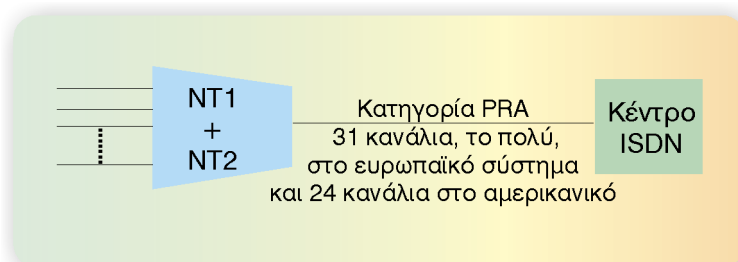 NT1
+
NT2
Κατηγορία PRA
31 κανάλια, το πολύ,
στο ευρωπαϊκό σύστημα
και 24 κανάλια στο αμερικανικό
Κέντρο
ISDN